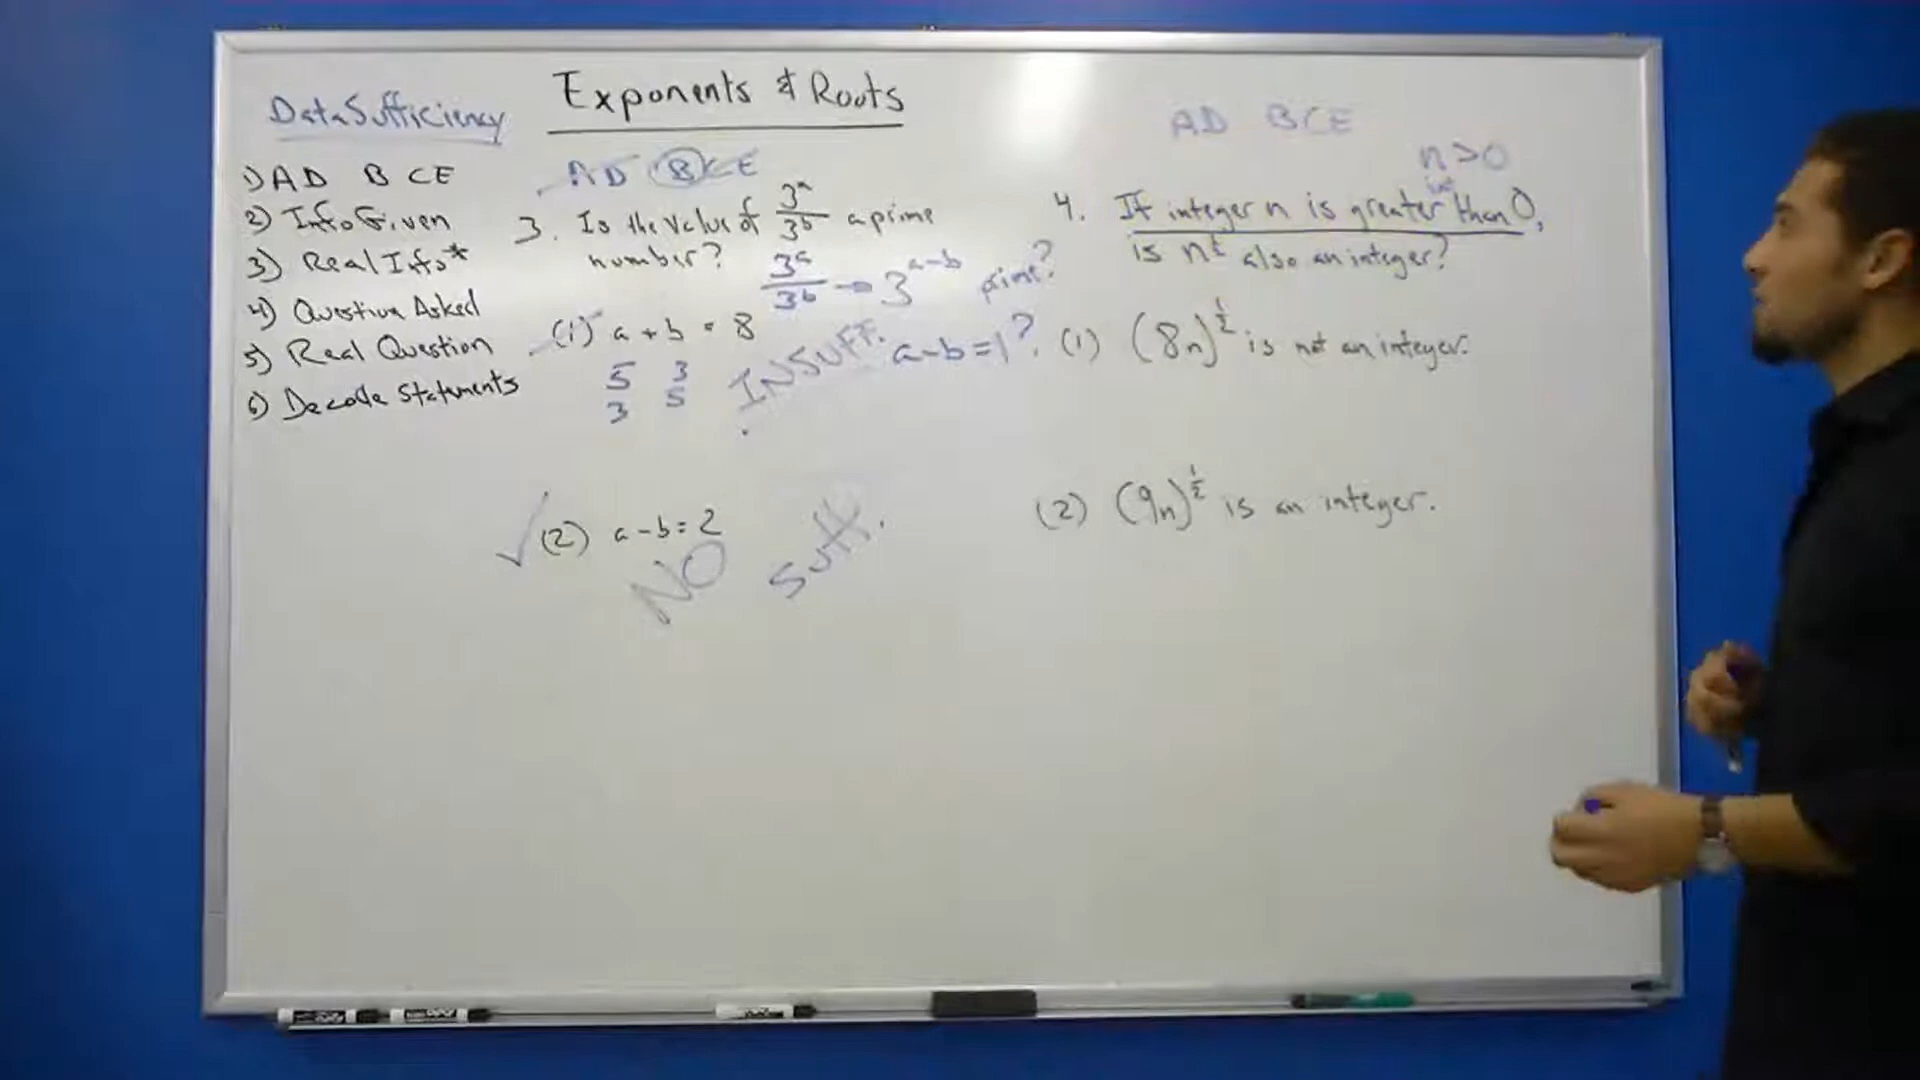 Exponents & Roots
Data Sufficiency
1) AD B CE
2) Info Given
3) Real Info*
4) Question Asked
5) Real Question
6) Decode Statements
AD B CE
3. Is the value of 3^a/3^b a prime
number?
3^a/3^b → 3^(a-b) prime?
a-b=1?
(1) a + b = 8
5 3
3 5
INSUFF.
(2) a-b=2
NO
Suff.
AD BCE
n>0
int
4. If integer n is greater than 0,
is n^½ also an integer?
(1) (8n)^½ is not an integer.
(2) (9n)^½ is an integer.